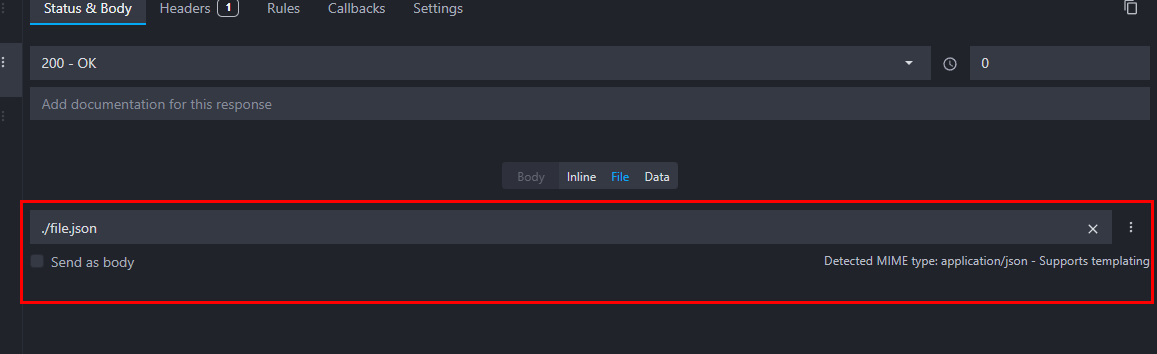 Status & Body Headers 1 Rules Callbacks Settings
200 - OK 0
Add documentation for this response
Body Inline File Data
./file.json
Send as body Detected MIME type: application/json - Supports templating